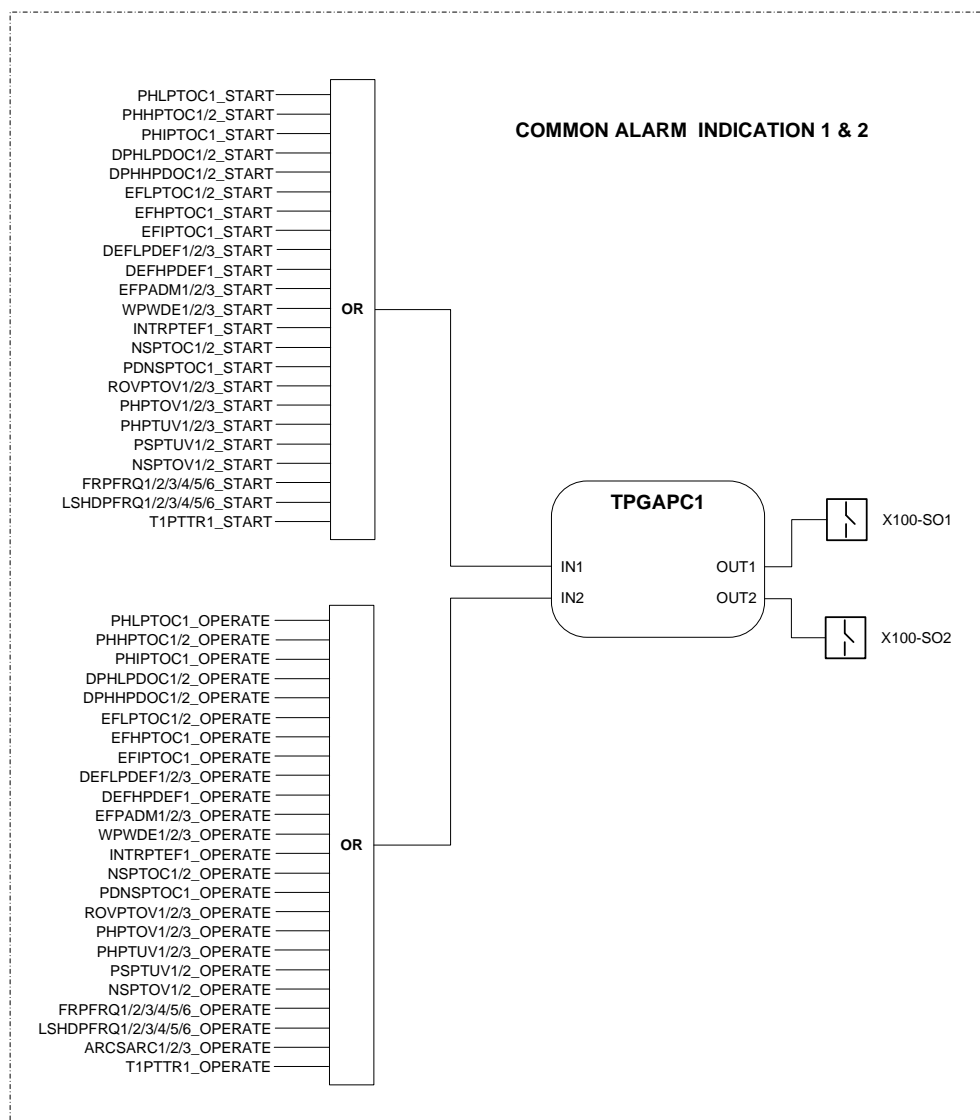 COMMON ALARM INDICATION 1 & 2
PHLPTOC1_START
PHHPTOC1/2_START
PHIPTOC1_START
DPHLPDOC1/2_START
DPHHPDOC1/2_START
EFLPTOC1/2_START
EFHPTOC1_START
EFIPTOC1_START
DEFLPDEF1/2/3_START
DEFHPDEF1_START
EFPADM1/2/3_START
WPWDE1/2/3_START
INTRPTEF1_START
NSPTOC1/2_START
PDNSPTOC1_START
ROVPTOV1/2/3_START
PHPTOV1/2/3_START
PHPTUV1/2/3_START
PSPTUV1/2_START
NSPTOV1/2_START
FRPFRQ1/2/3/4/5/6_START
LSHDPFRQ1/2/3/4/5/6_START
T1PTTR1_START
OR
TPGAPC1
IN1
IN2
OUT1
OUT2
X100-SO1
X100-SO2
PHLPTOC1_OPERATE
PHHPTOC1/2_OPERATE
PHIPTOC1_OPERATE
DPHLPDOC1/2_OPERATE
DPHHPDOC1/2_OPERATE
EFLPTOC1/2_OPERATE
EFHPTOC1_OPERATE
EFIPTOC1_OPERATE
DEFLPDEF1/2/3_OPERATE
DEFHPDEF1_OPERATE
EFPADM1/2/3_OPERATE
WPWDE1/2/3_OPERATE
INTRPTEF1_OPERATE
NSPTOC1/2_OPERATE
PDNSPTOC1_OPERATE
ROVPTOV1/2/3_OPERATE
PHPTOV1/2/3_OPERATE
PHPTUV1/2/3_OPERATE
PSPTUV1/2_OPERATE
NSPTOV1/2_OPERATE
FRPFRQ1/2/3/4/5/6_OPERATE
LSHDPFRQ1/2/3/4/5/6_OPERATE
ARCSARC1/2/3_OPERATE
T1PTTR1_OPERATE
OR